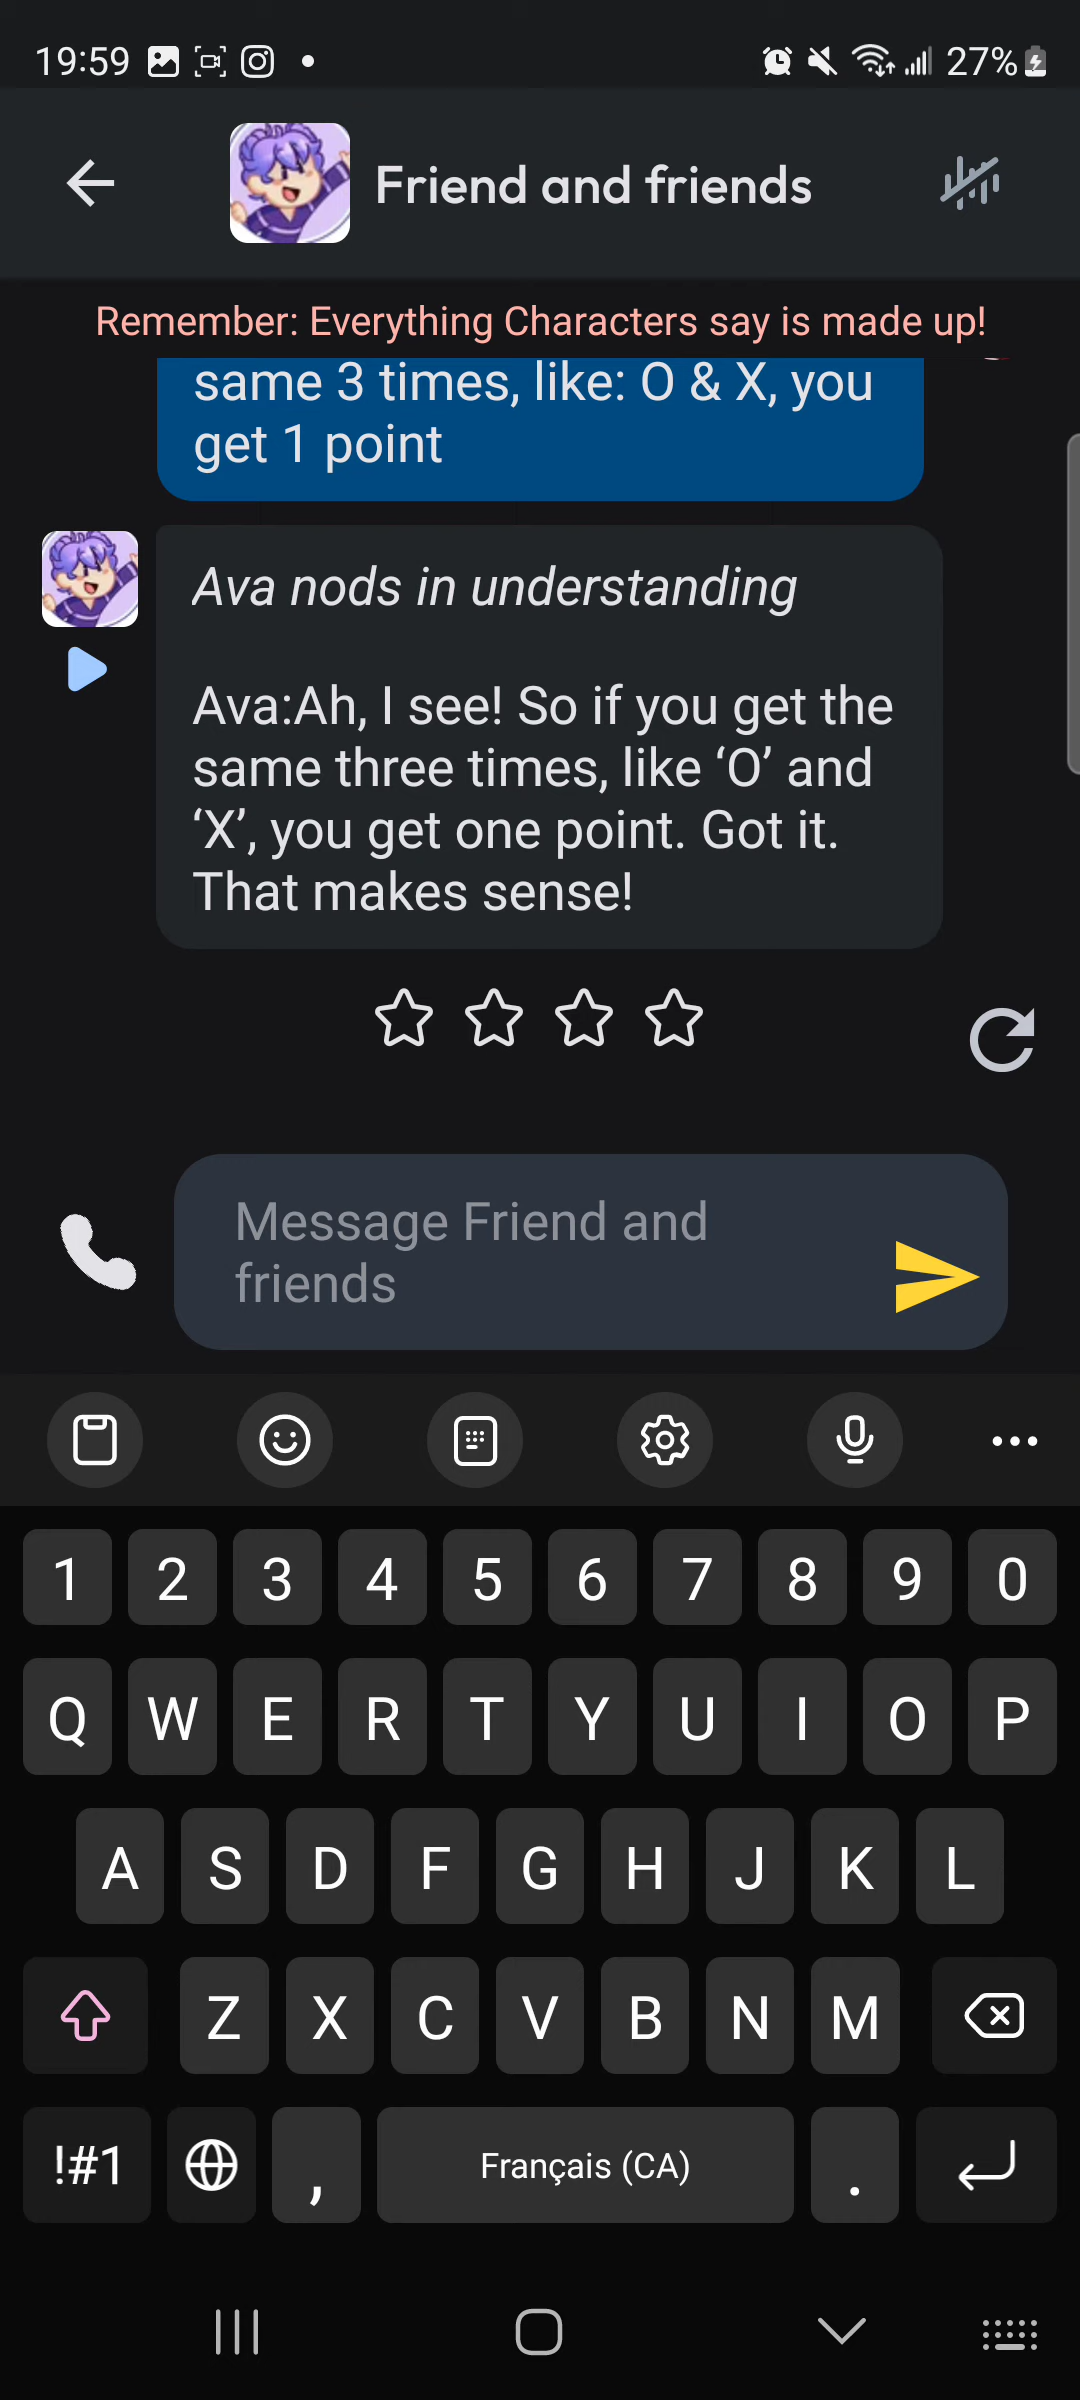 19:59
27%
Friend and friends
Remember: Everything Characters say is made up!
same 3 times, like: O & X, you
get 1 point
Ava nods in understanding
Ava:Ah, I see! So if you get the
same three times, like ‘O’ and
‘X’, you get one point. Got it.
That makes sense!
Message Friend and
friends
1 2 3 4 5 6 7 8 9 0
Q W E R T Y U I O P
A S D F G H J K L
Z X C V B N M
!#1 , Français (CA) .